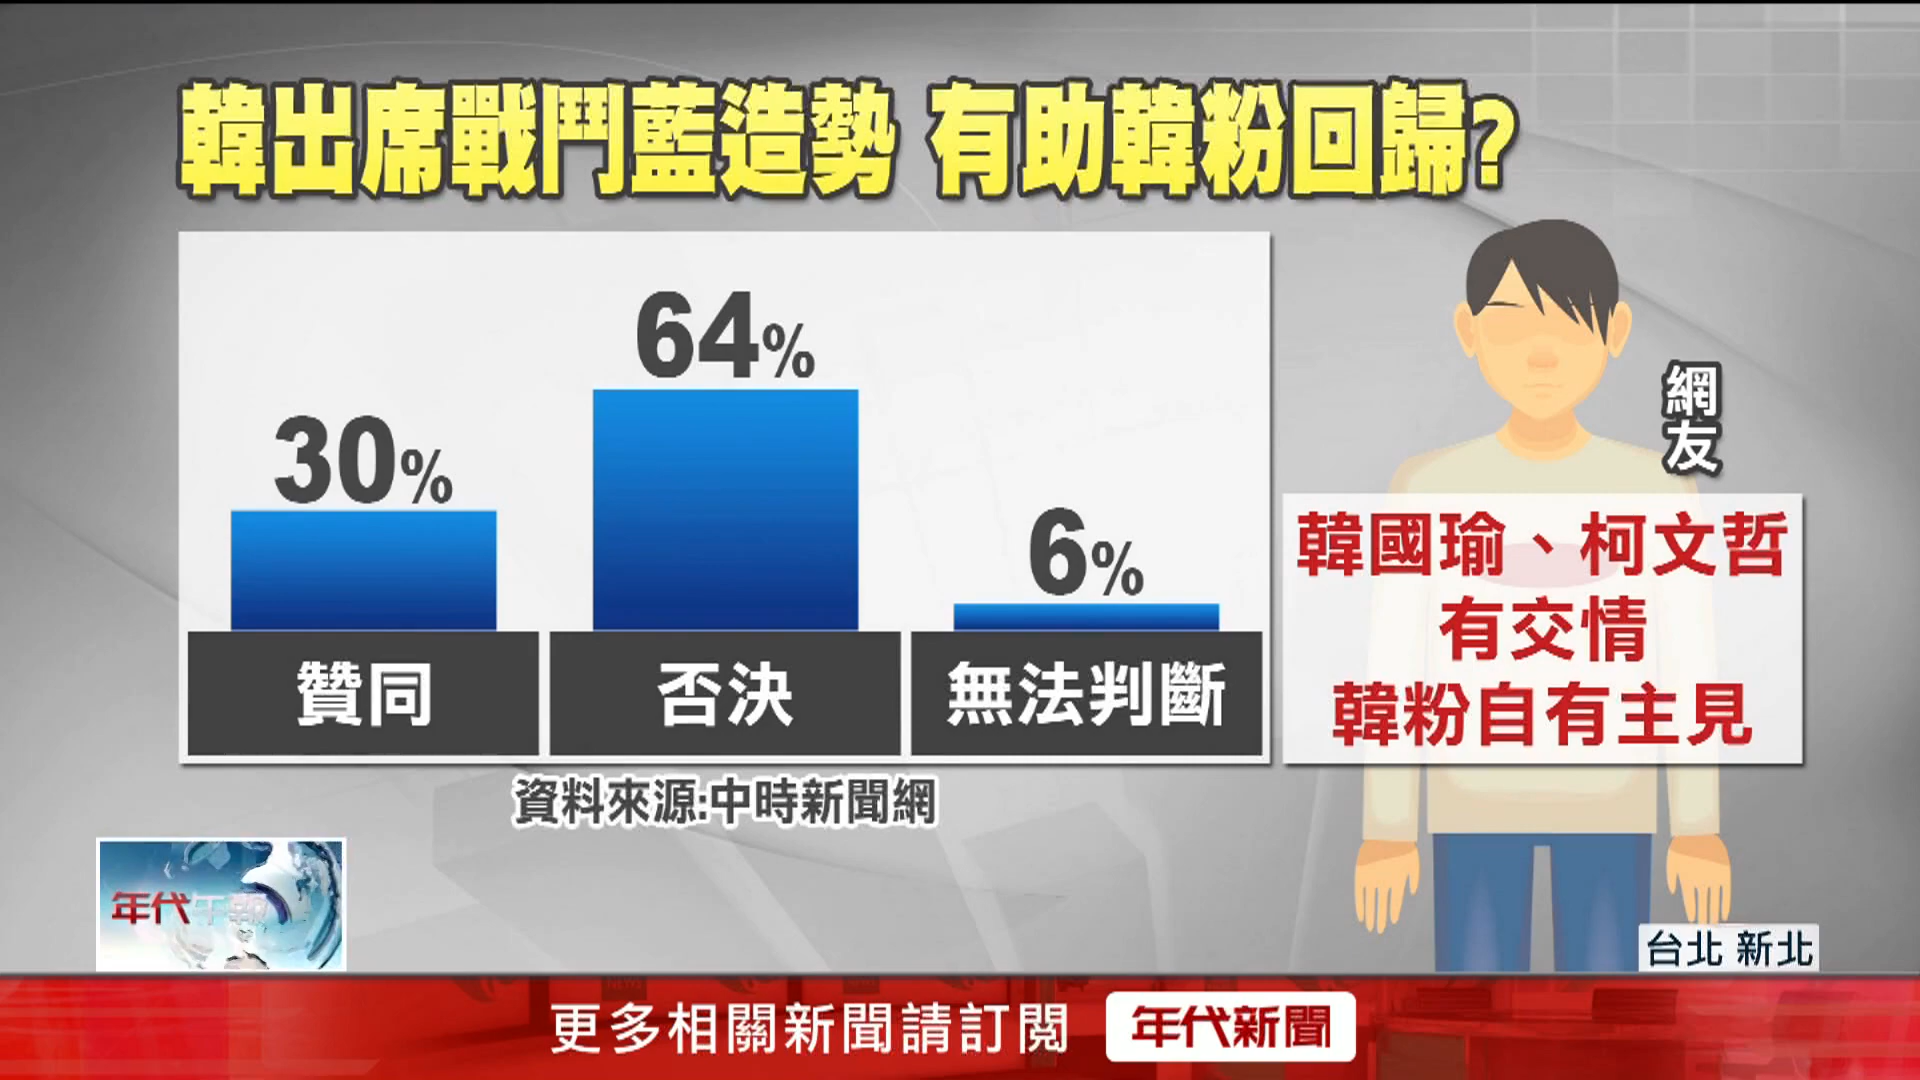 韓出席戰鬥藍造勢 有助韓粉回歸?
30%
64%
6%
贊同
否決
無法判斷
資料來源:中時新聞網
網友
韓國瑜、柯文哲
有交情
韓粉自有主見
年代午報
台北 新北
更多相關新聞請訂閱
年代新聞